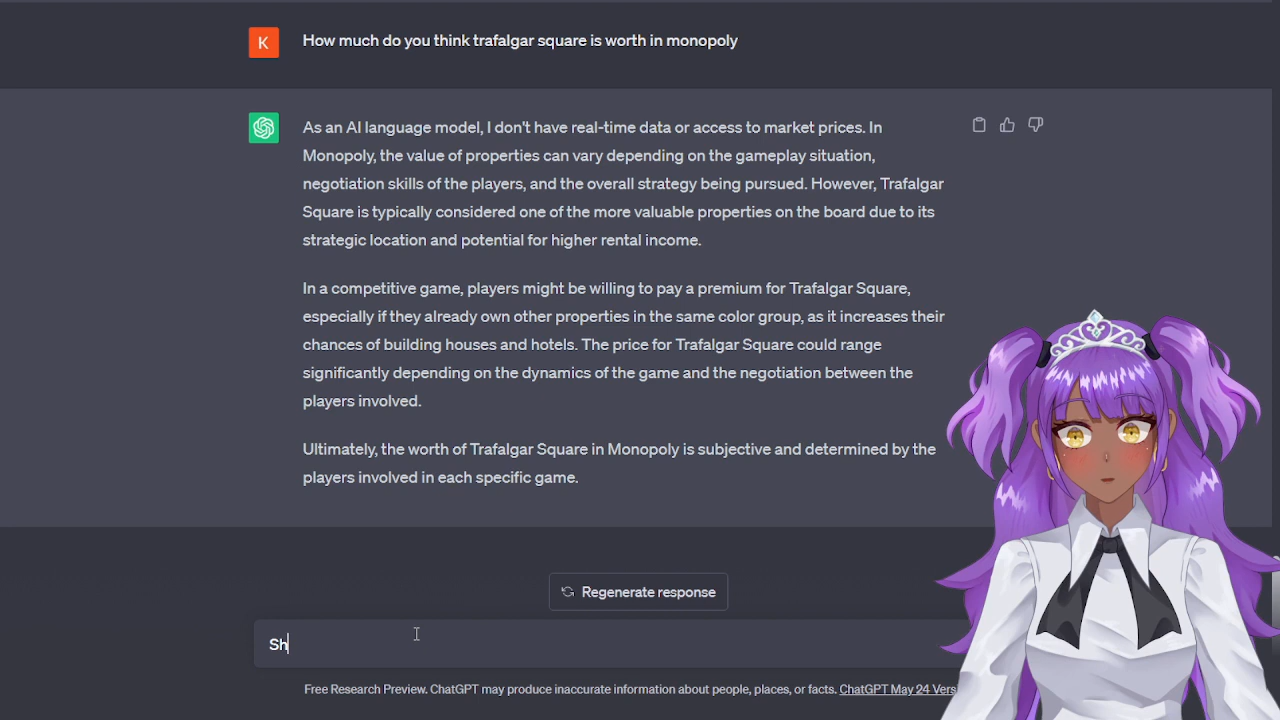 K
How much do you think trafalgar square is worth in monopoly
As an AI language model, I don't have real-time data or access to market prices. In
Monopoly, the value of properties can vary depending on the gameplay situation,
negotiation skills of the players, and the overall strategy being pursued. However, Trafalgar
Square is typically considered one of the more valuable properties on the board due to its
strategic location and potential for higher rental income.
In a competitive game, players might be willing to pay a premium for Trafalgar Square,
especially if they already own other properties in the same color group, as it increases their
chances of building houses and hotels. The price for Trafalgar Square could range
significantly depending on the dynamics of the game and the negotiation between the
players involved.
Ultimately, the worth of Trafalgar Square in Monopoly is subjective and determined by the
players involved in each specific game.
Regenerate response
Sh
Free Research Preview. ChatGPT may produce inaccurate information about people, places, or facts. ChatGPT May 24 Vers